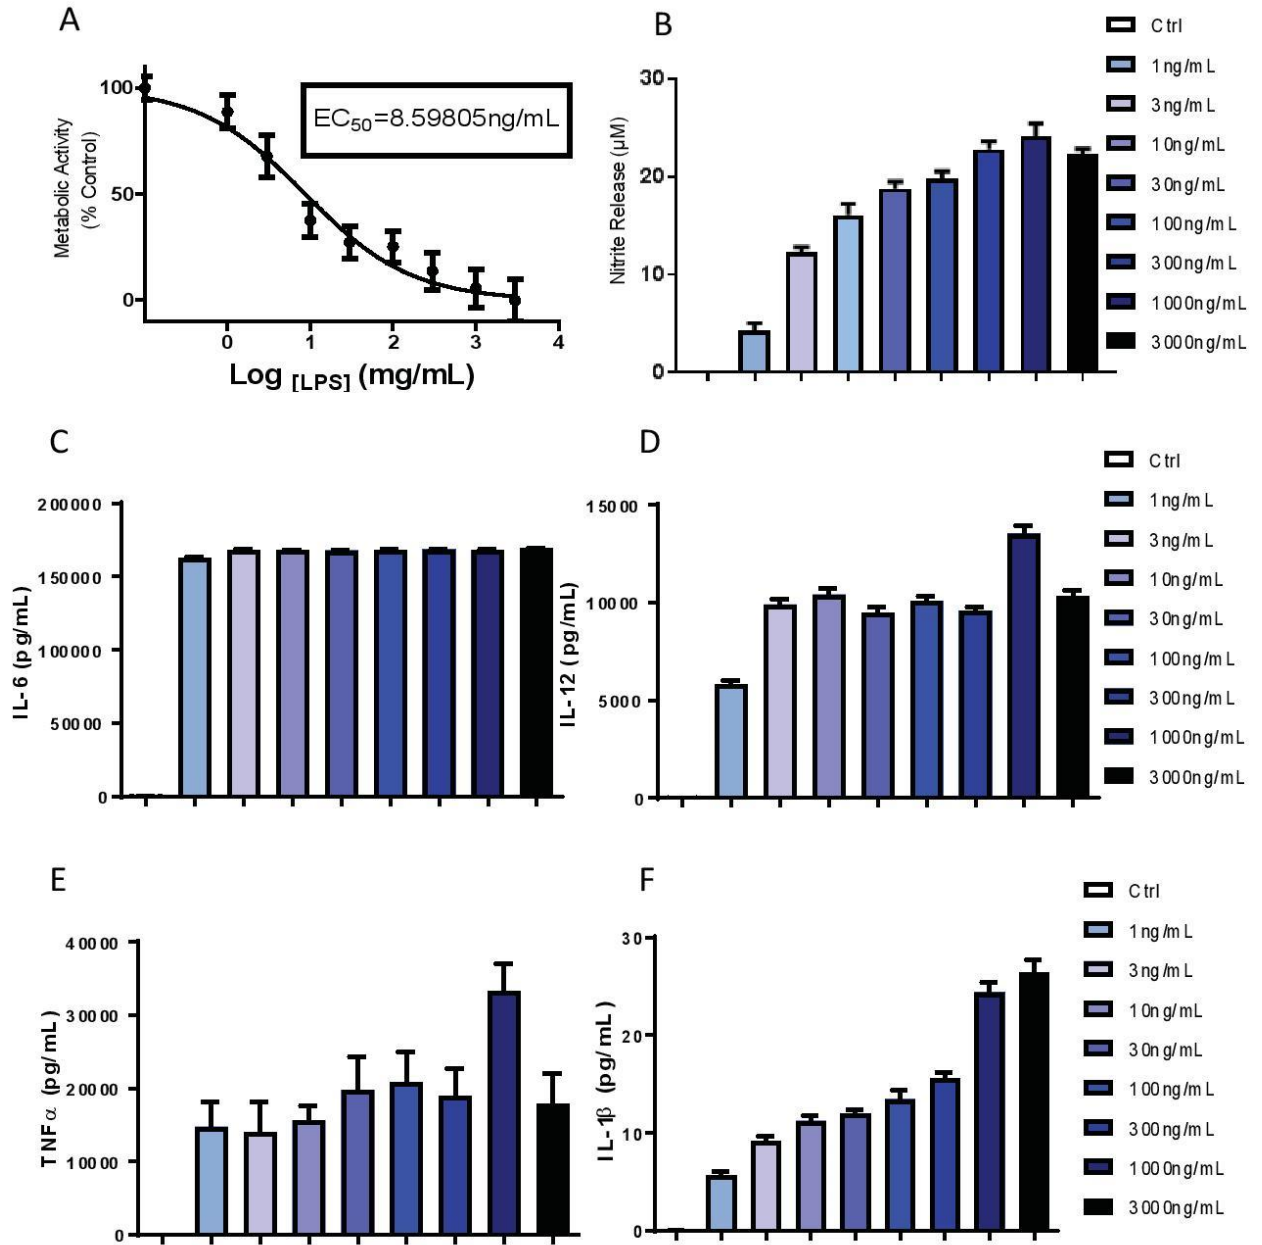 A
100
50
0
Metabolic Activity
(% Control)
EC50=8.59805ng/mL
0 1 2 3 4
Log [LPS] (mg/mL)
B
30
20
10
0
Nitrite Release (µM)
Ctrl
1ng/mL
3ng/mL
10ng/mL
30ng/mL
100ng/mL
300ng/mL
1000ng/mL
3000ng/mL
C
200000
150000
100000
50000
0
IL-6 (pg/mL)
D
15000
10000
5000
0
IL-12 (pg/mL)
Ctrl
1ng/mL
3ng/mL
10ng/mL
30ng/mL
100ng/mL
300ng/mL
1000ng/mL
3000ng/mL
E
40000
30000
20000
10000
0
TNFα (pg/mL)
F
30
20
10
0
IL-1β (pg/mL)
Ctrl
1ng/mL
3ng/mL
10ng/mL
30ng/mL
100ng/mL
300ng/mL
1000ng/mL
3000ng/mL